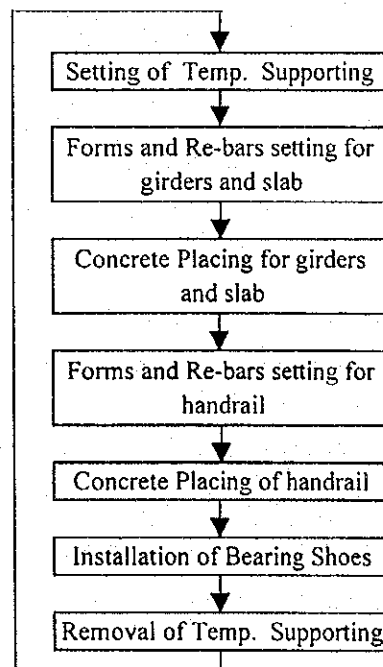 Setting of Temp. Supporting
Forms and Re-bars setting for
girders and slab
Concrete Placing for girders
and slab
Forms and Re-bars setting for
handrail
Concrete Placing of handrail
Installation of Bearing Shoes
Removal of Temp. Supporting